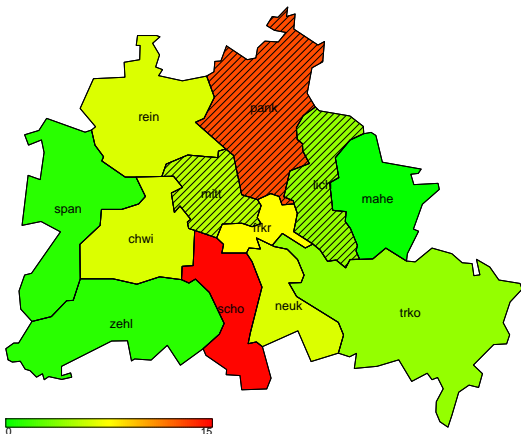 pank
rein
lich
mitt
mahe
span
frkr
chwi
neuk
scho
trko
zehl
0 15